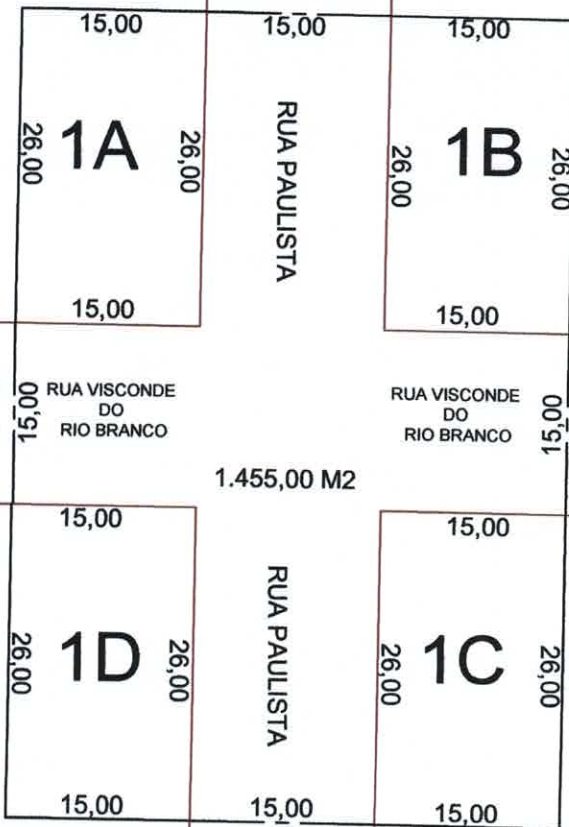 15,00
15,00
15,00
26,00
1A
26,00
RUA PAULISTA
26,00
1B
26,00
15,00
15,00
15,00
RUA VISCONDE
DO
RIO BRANCO
RUA VISCONDE
DO
RIO BRANCO
15,00
1.455,00 M2
15,00
15,00
26,00
1D
26,00
RUA PAULISTA
26,00
1C
26,00
15,00
15,00
15,00